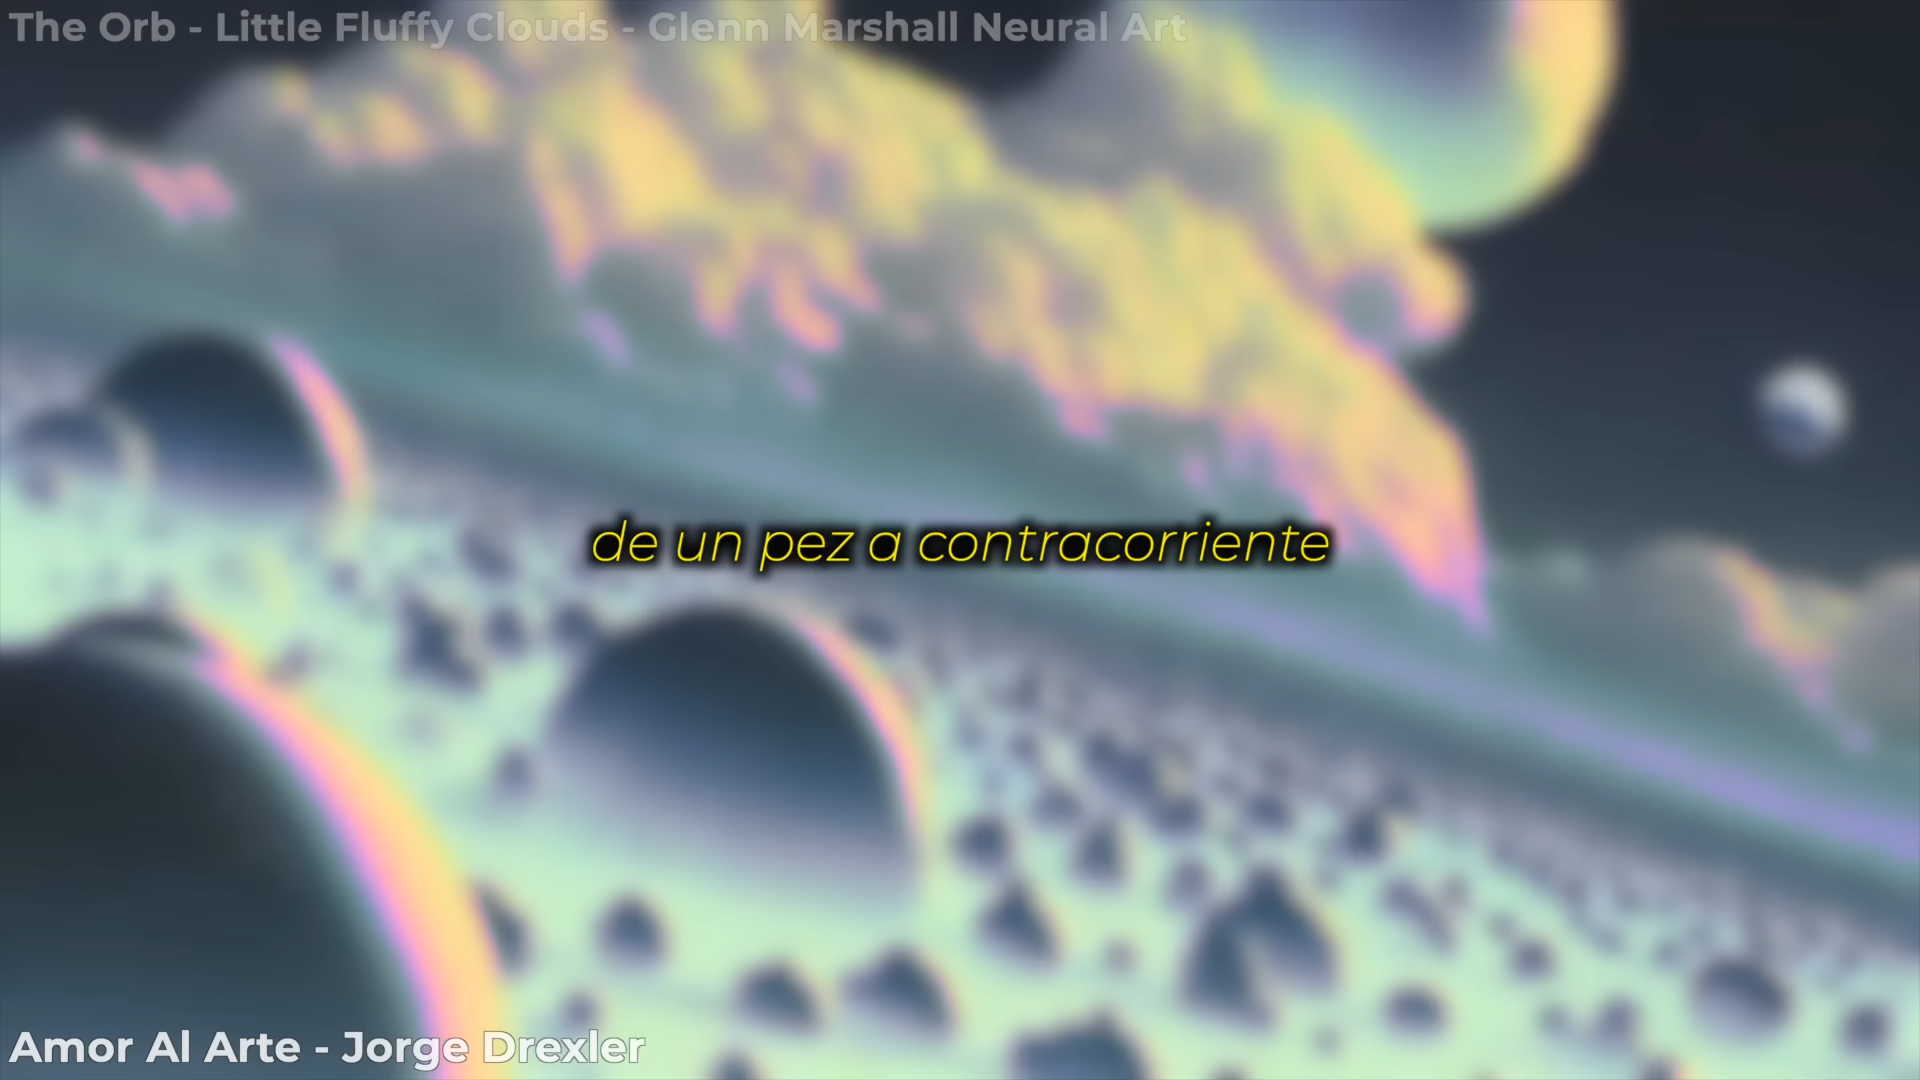 The Orb - Little Fluffy Clouds - Glenn Marshall Neural Art
de un pez a contracorriente
Amor Al Arte - Jorge Drexler